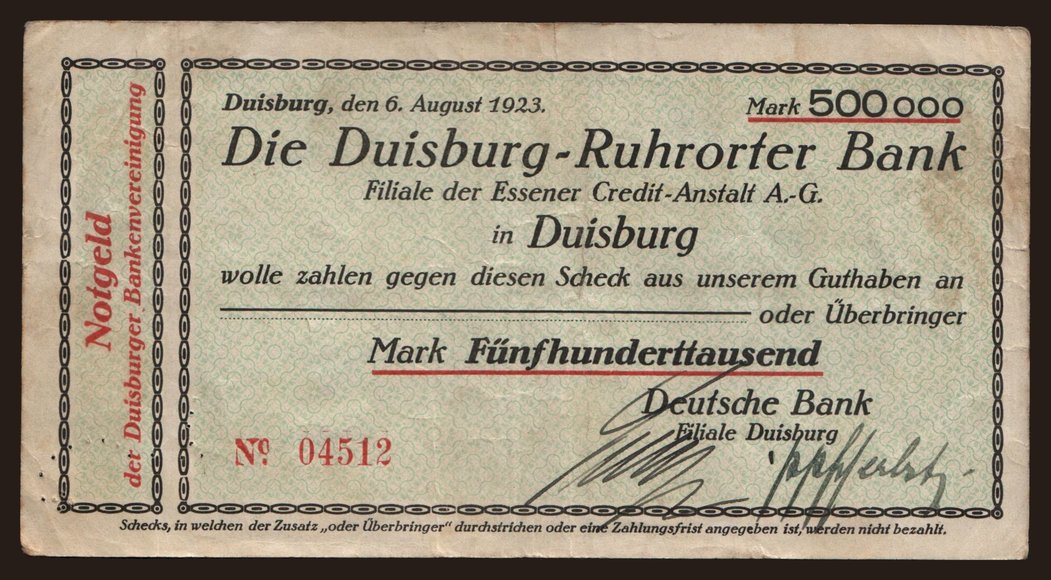 Notgeld
der Duisburger Bankenvereinigung
Duisburg, den 6. August 1923.
Mark 500000
Die Duisburg-Ruhrorter Bank
Filiale der Essener Credit-Anstalt A.-G.
in Duisburg
wolle zahlen gegen diesen Scheck aus unserem Guthaben an
oder Überbringer
Mark Fünfhunderttausend
Deutsche Bank
Filiale Duisburg
No. 04512
Schecks, in welchen der Zusatz „oder Überbringer“ durchstrichen oder eine Zahlungsfrist angegeben ist, werden nicht bezahlt.